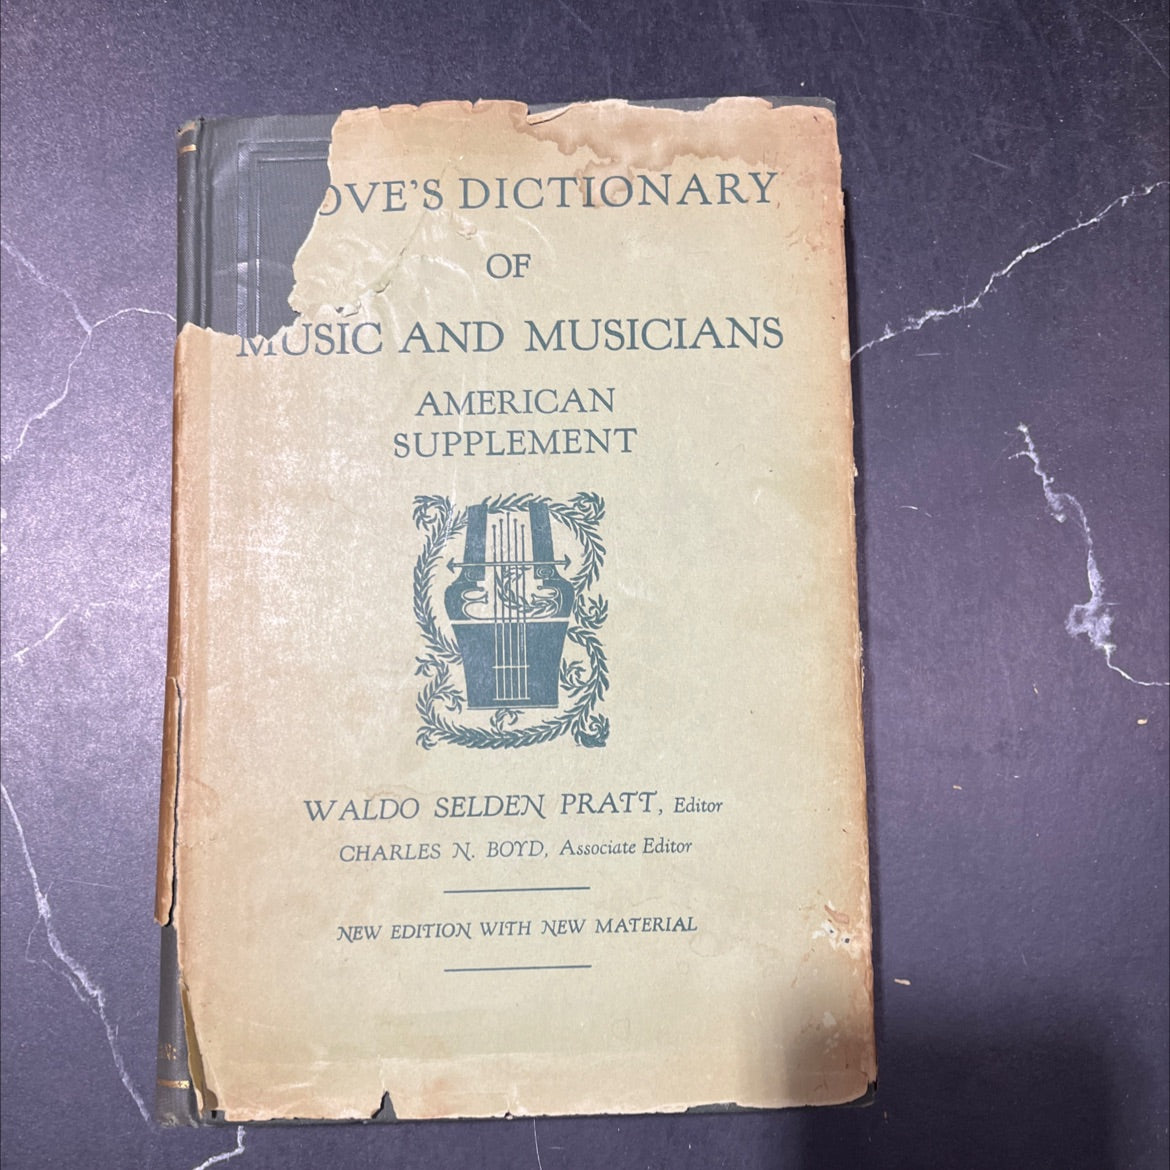 OVE'S DICTIONARY
OF
MUSIC AND MUSICIANS
AMERICAN
SUPPLEMENT
WALDO SELDEN PRATT, Editor
CHARLES N. BOYD, Associate Editor
NEW EDITION WITH NEW MATERIAL